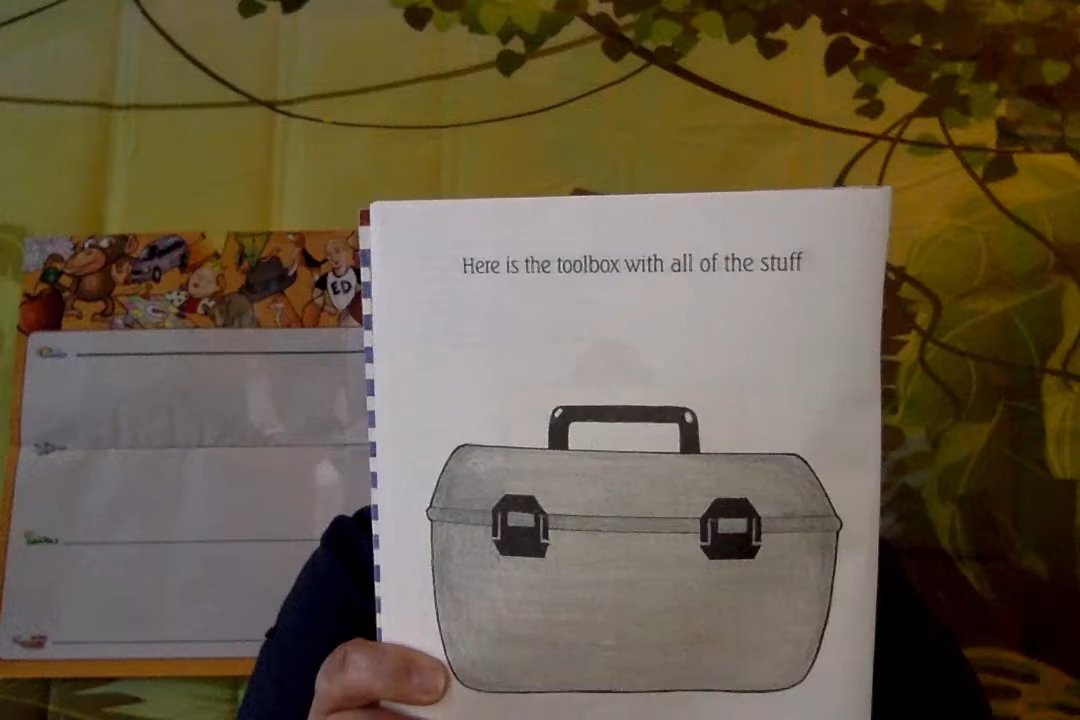 Here is the toolbox with all of the stuff
ED